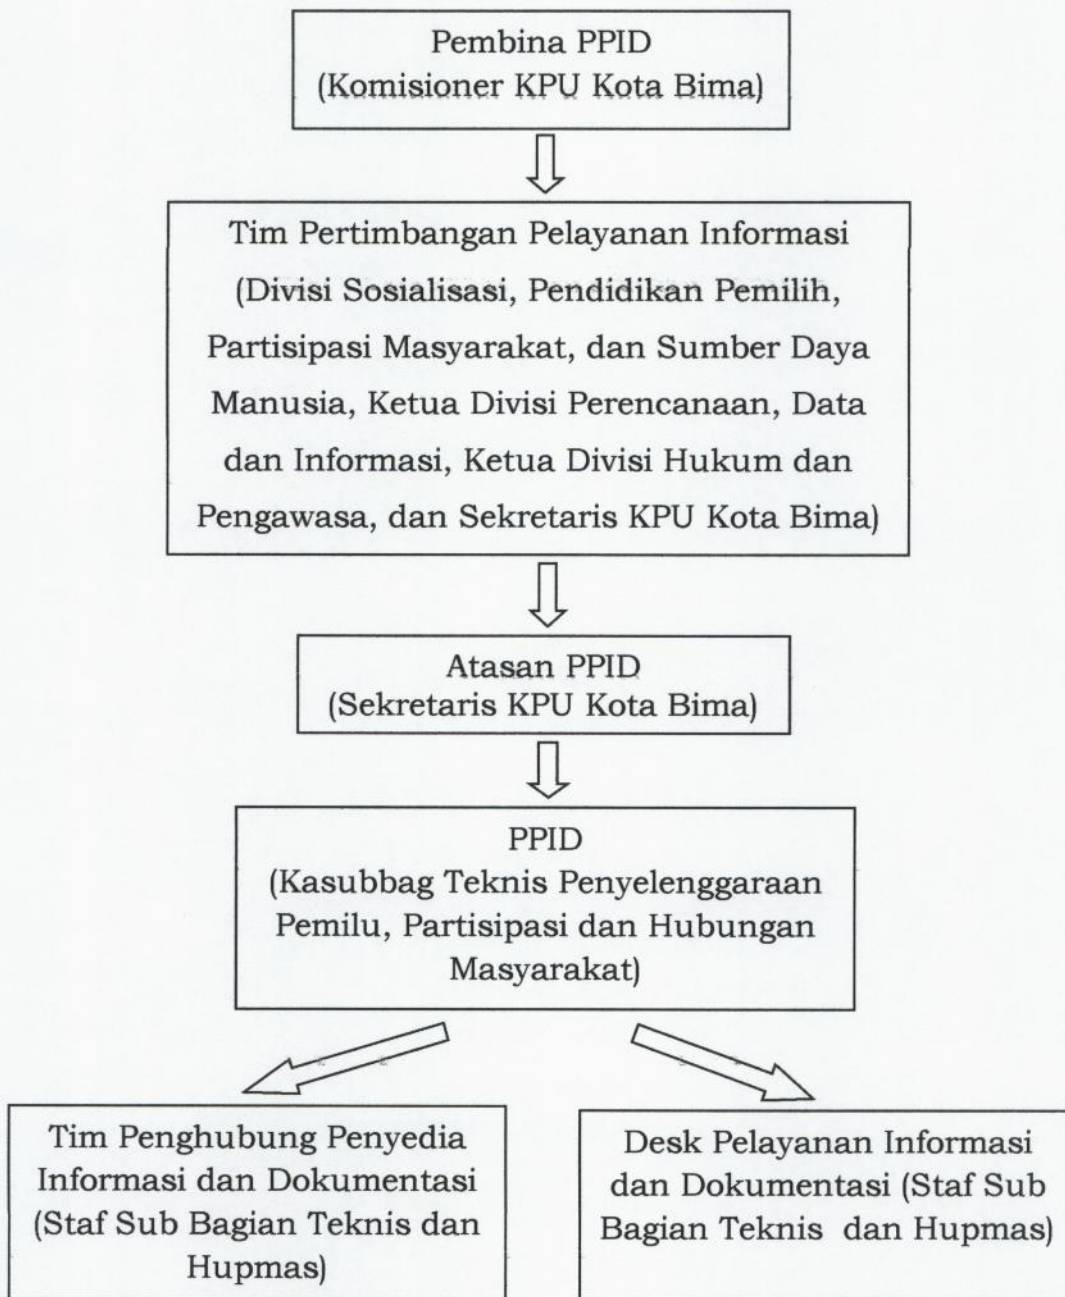 Pembina PPID
(Komisioner KPU Kota Bima)
Tim Pertimbangan Pelayanan Informasi
(Divisi Sosialisasi, Pendidikan Pemilih,
Partisipasi Masyarakat, dan Sumber Daya
Manusia, Ketua Divisi Perencanaan, Data
dan Informasi, Ketua Divisi Hukum dan
Pengawasa, dan Sekretaris KPU Kota Bima)
Atasan PPID
(Sekretaris KPU Kota Bima)
PPID
(Kasubbag Teknis Penyelenggaraan
Pemilu, Partisipasi dan Hubungan
Masyarakat)
Tim Penghubung Penyedia
Informasi dan Dokumentasi
(Staf Sub Bagian Teknis dan
Hupmas)
Desk Pelayanan Informasi
dan Dokumentasi (Staf Sub
Bagian Teknis  dan Hupmas)